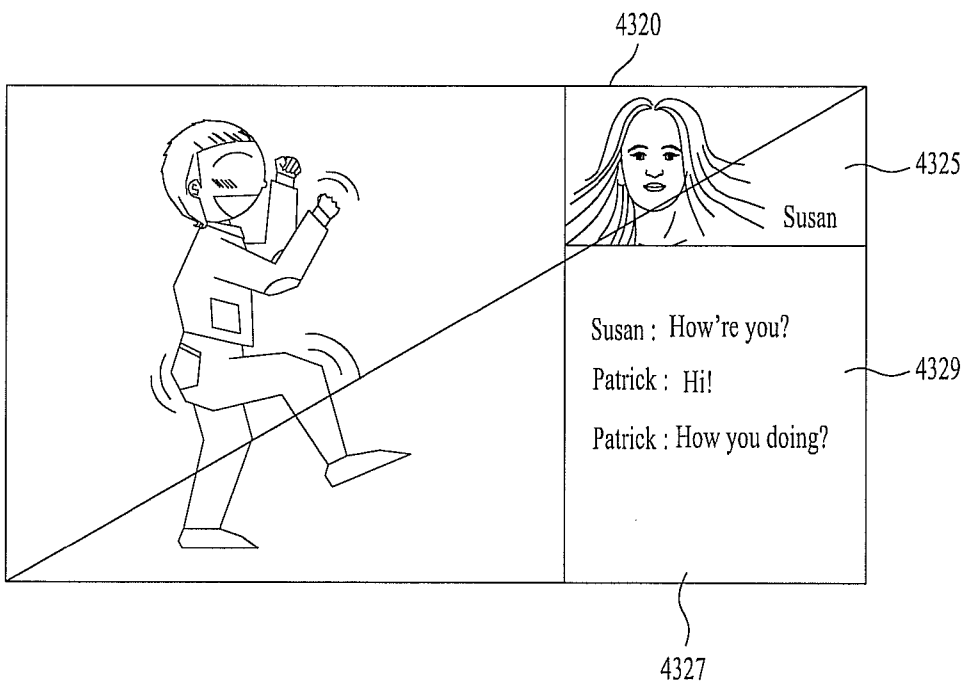 4320
4325
Susan
Susan : How're you?
4329
Patrick : Hi!
Patrick : How you doing?
4327